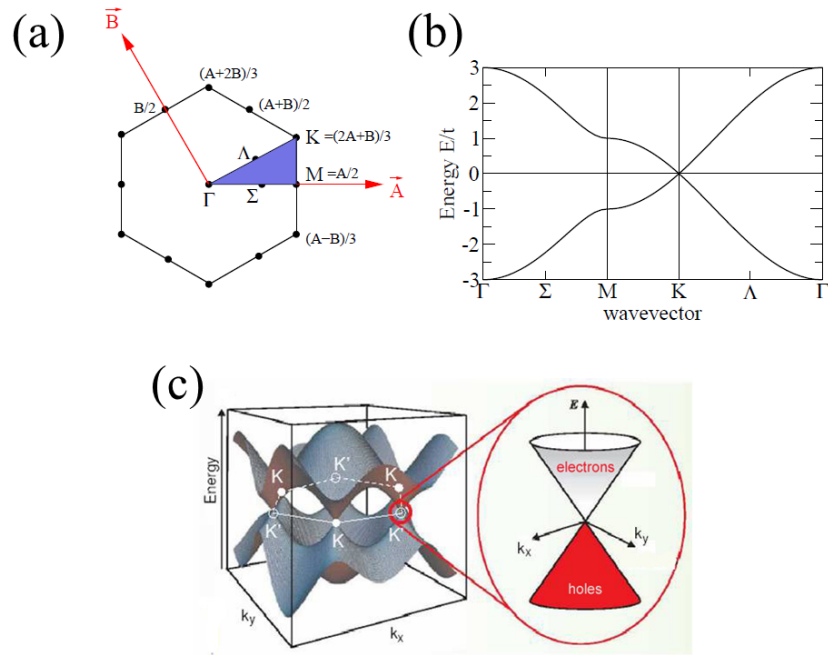 (a)
B
(A+2B)/3
B/2
(A+B)/2
K =(2A+B)/3
Λ
M =A/2
Γ
Σ
A
(A−B)/3
(b)
Energy E/t
3
2
1
0
-1
-2
-3
Γ Σ M K Λ Γ
wavevector
(c)
Energy
K'
K
K
K'
K
K'
ky
kx
E
electrons
kx
ky
holes